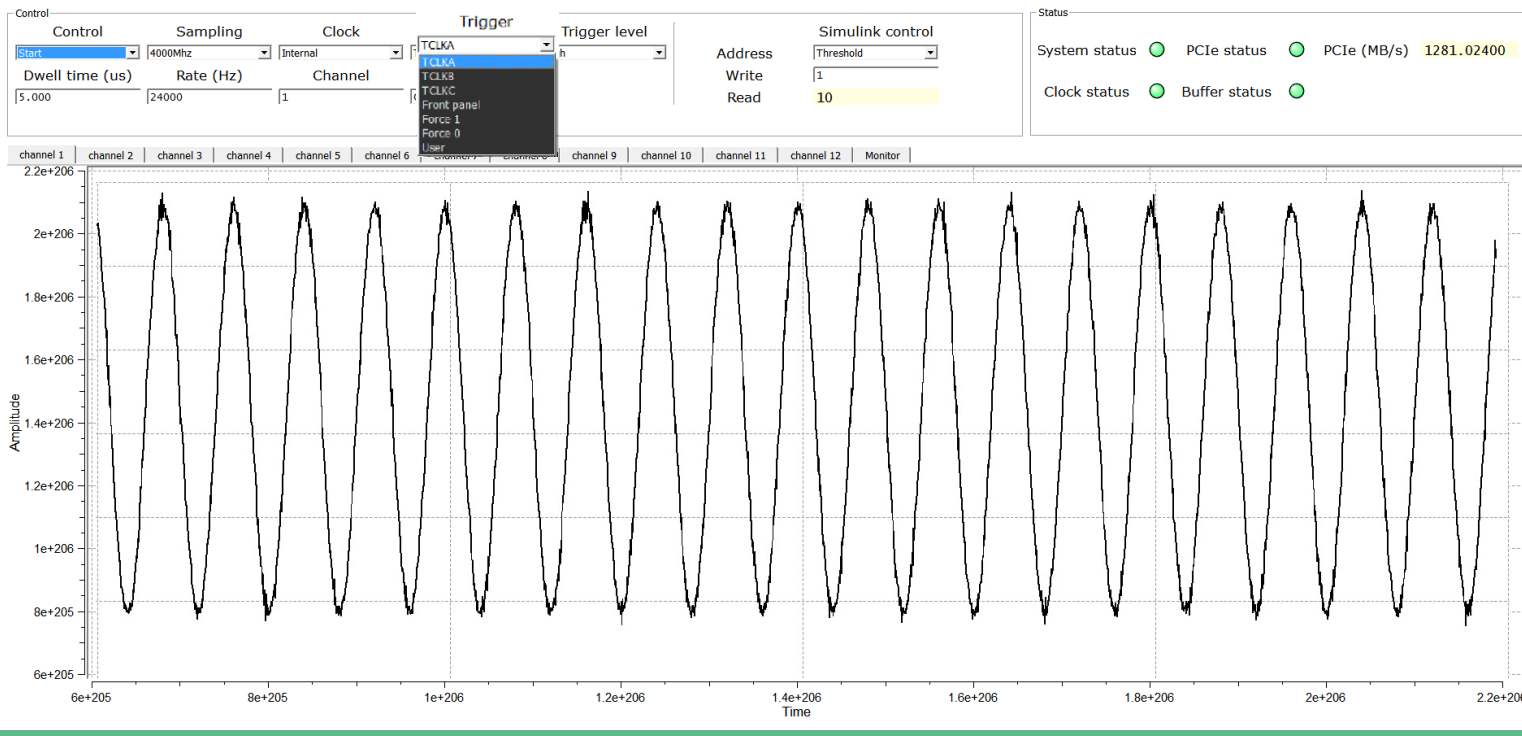 Control
Status
Control Sampling Clock Trigger Trigger level
Start 4000Mhz Internal TCLKA h
Dwell time (us) Rate (Hz) Channel
5.000 24000 1
TCLKA
TCLKB
TCLKC
Front panel
Force 1
Force 0
User
Simulink control
Address Threshold
Write 1
Read 10
System status PCIe status PCIe (MB/s) 1281.02400
Clock status Buffer status
channel 1 channel 2 channel 3 channel 4 channel 5 channel 6 channel 9 channel 10 channel 11 channel 12 Monitor
2.2e+206
2e+206
1.8e+206
1.6e+206
1.4e+206
1.2e+206
1e+206
8e+205
6e+205
Amplitude
6e+205 8e+205 1e+206 1.2e+206 1.4e+206 1.6e+206 1.8e+206 2e+206
Time